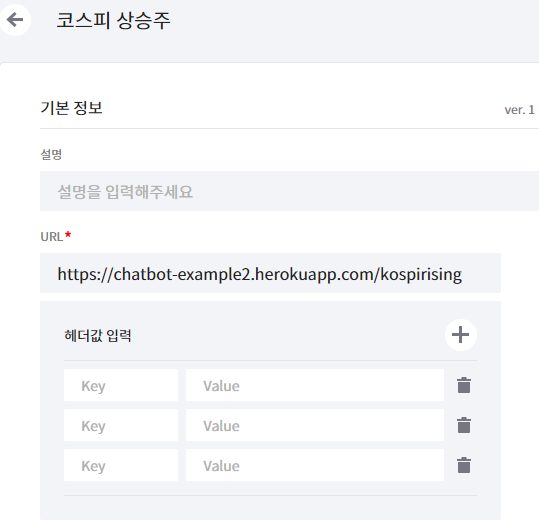 코스피 상승주
기본 정보
ver. 1
설명
설명을 입력해주세요
URL*
https://chatbot-example2.herokuapp.com/kospirising
헤더값 입력
Key Value
Key Value
Key Value